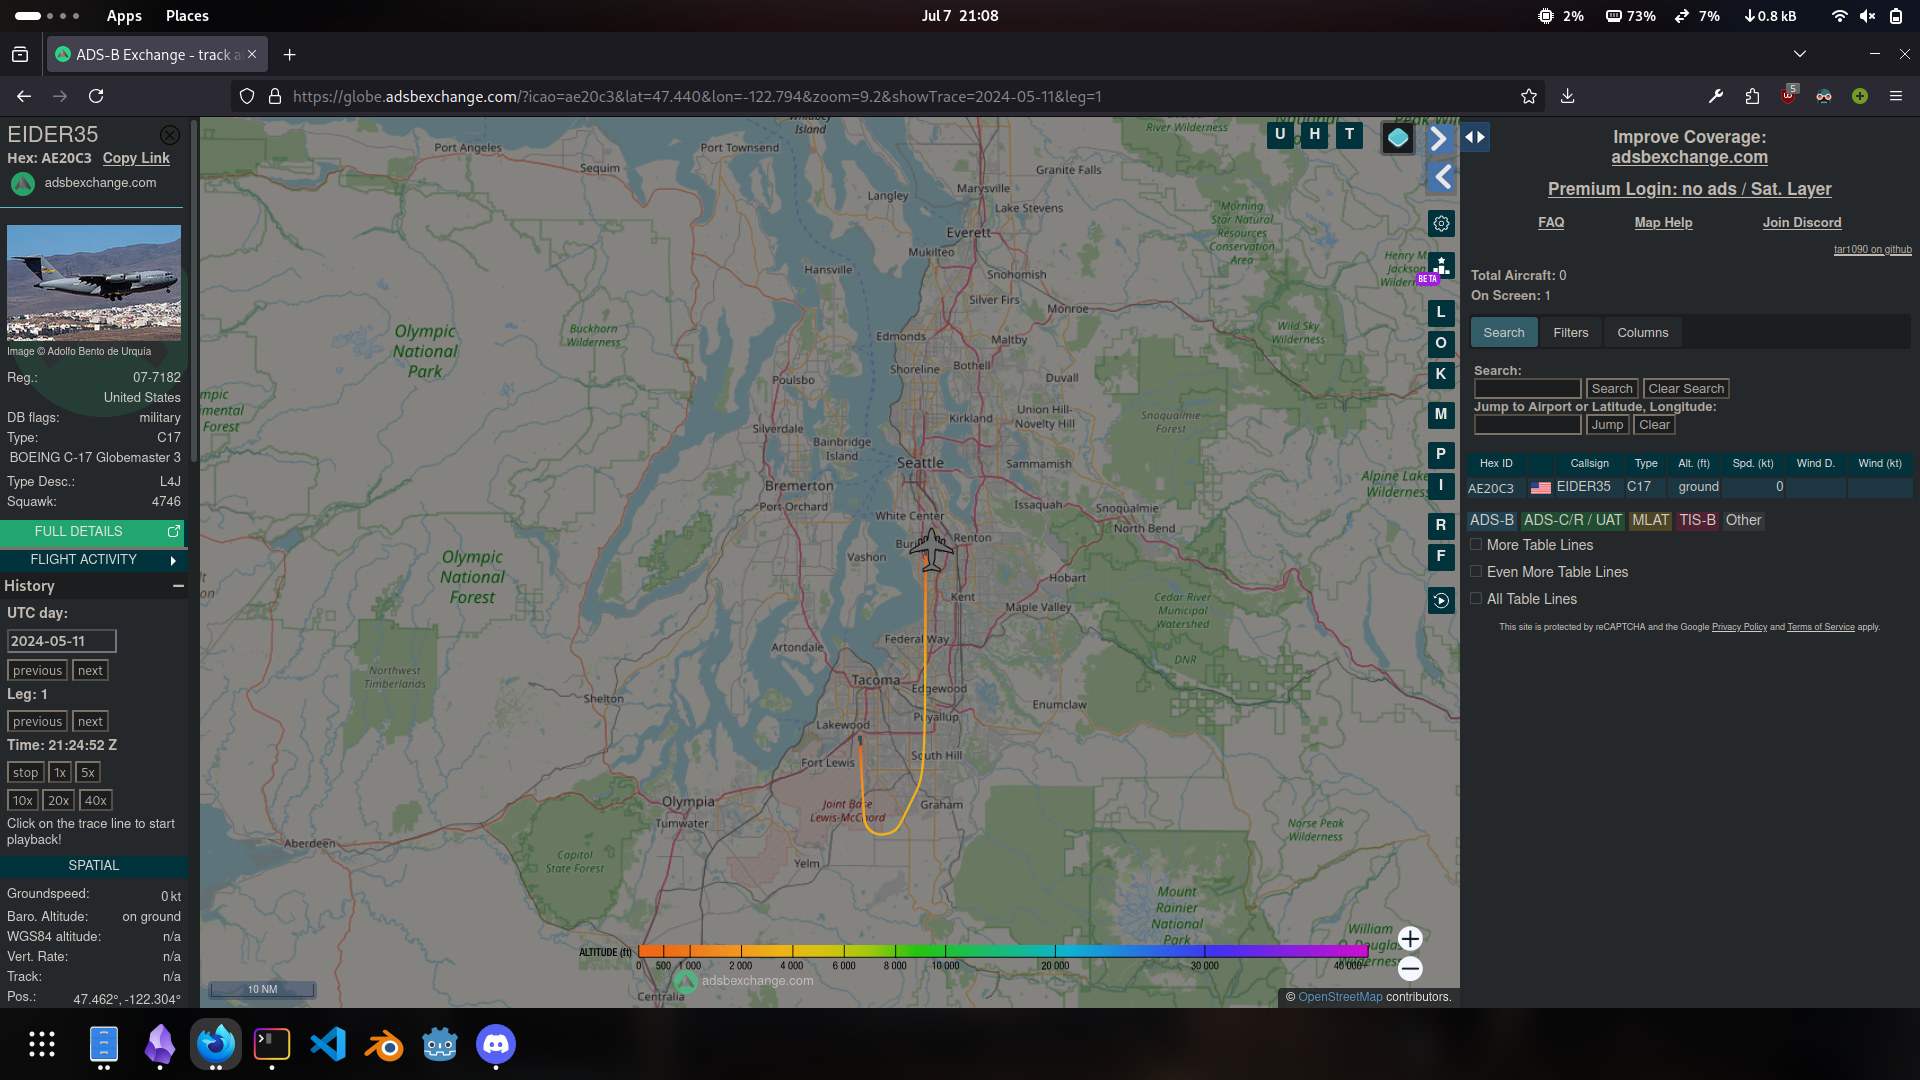 Apps
Places
Jul 7 21:08
2%
73%
7%
0.8 kB
ADS-B Exchange - track a
https://globe.adsbexchange.com/?icao=ae20c3&lat=47.440&lon=-122.794&zoom=9.2&showTrace=2024-05-11&leg=1
5
EIDER35
Hex: AE20C3 Copy Link
adsbexchange.com
Image © Adolfo Bento de Urquia
Reg.: 07-7182
United States
DB flags: military
Type: C17
BOEING C-17 Globemaster 3
Type Desc.: L4J
Squawk: 4746
FULL DETAILS
FLIGHT ACTIVITY
History
UTC day:
2024-05-11
previous next
Leg: 1
previous next
Time: 21:24:52 Z
stop 1x 5x
10x 20x 40x
Click on the trace line to start
playback!
SPATIAL
Groundspeed: 0 kt
Baro. Altitude: on ground
WGS84 altitude: n/a
Vert. Rate: n/a
Track: n/a
Pos.: 47.462°, -122.304°
Island
River Wilderness
Port Angeles
Port Townsend
Sequim
Granite Falls
Langley
Marysville
Lake Stevens
Morning
Star Natural
Resources
Conservation
Area
Everett
Mukilteo
Hansville
Snohomish
Henry M.
Jackson
Silver Firs
Monroe
Olympic
National
Park
Buckhorn
Wilderness
Edmonds
Maltby
Wild Sky
Wilderness
Shoreline
Bothell
Poulsbo
Duvall
Kirkland
Union Hill-
Novelty Hill
Snoqualmie
Forest
Silverdale
Bainbridge
Island
Seattle
Sammamish
Alpine Lake
Wilderness
Bremerton
Port Orchard
White Center
Issaquah
Snoqualmie
North Bend
Renton
Vashon
Olympic
National
Forest
Hobart
Kent
Maple Valley
Cedar River
Municipal
Watershed
Federal Way
Artondale
DNR
Northwest
Timberlands
Tacoma
Edgewood
Shelton
Enumclaw
Puyallup
Lakewood
South Hill
Fort Lewis
Joint Base
Lewis-McChord
Graham
Olympia
Tumwater
Norse Peak
Wilderness
Aberdeen
Yelm
Capitol
State Forest
Mount
Rainier
National
Park
William
O. Douglas
Wilderness
Centralia
ALTITUDE (ft)
0 500 1 000 2 000 4 000 6 000 8 000 10 000 20 000 30 000 40 000+
adsbexchange.com
10 NM
© OpenStreetMap contributors.
U H T
BETA
L
O
K
M
P
I
R
F
Improve Coverage:
adsbexchange.com
Premium Login: no ads / Sat. Layer
FAQ Map Help Join Discord
tar1090 on github
Total Aircraft: 0
On Screen: 1
Search Filters Columns
Search:
Search Clear Search
Jump to Airport or Latitude, Longitude:
Jump Clear
Hex ID Callsign Type Alt. (ft) Spd. (kt) Wind D. Wind (kt)
AE20C3 EIDER35 C17 ground 0
ADS-B ADS-C/R / UAT MLAT TIS-B Other
More Table Lines
Even More Table Lines
All Table Lines
This site is protected by reCAPTCHA and the Google Privacy Policy and Terms of Service apply.